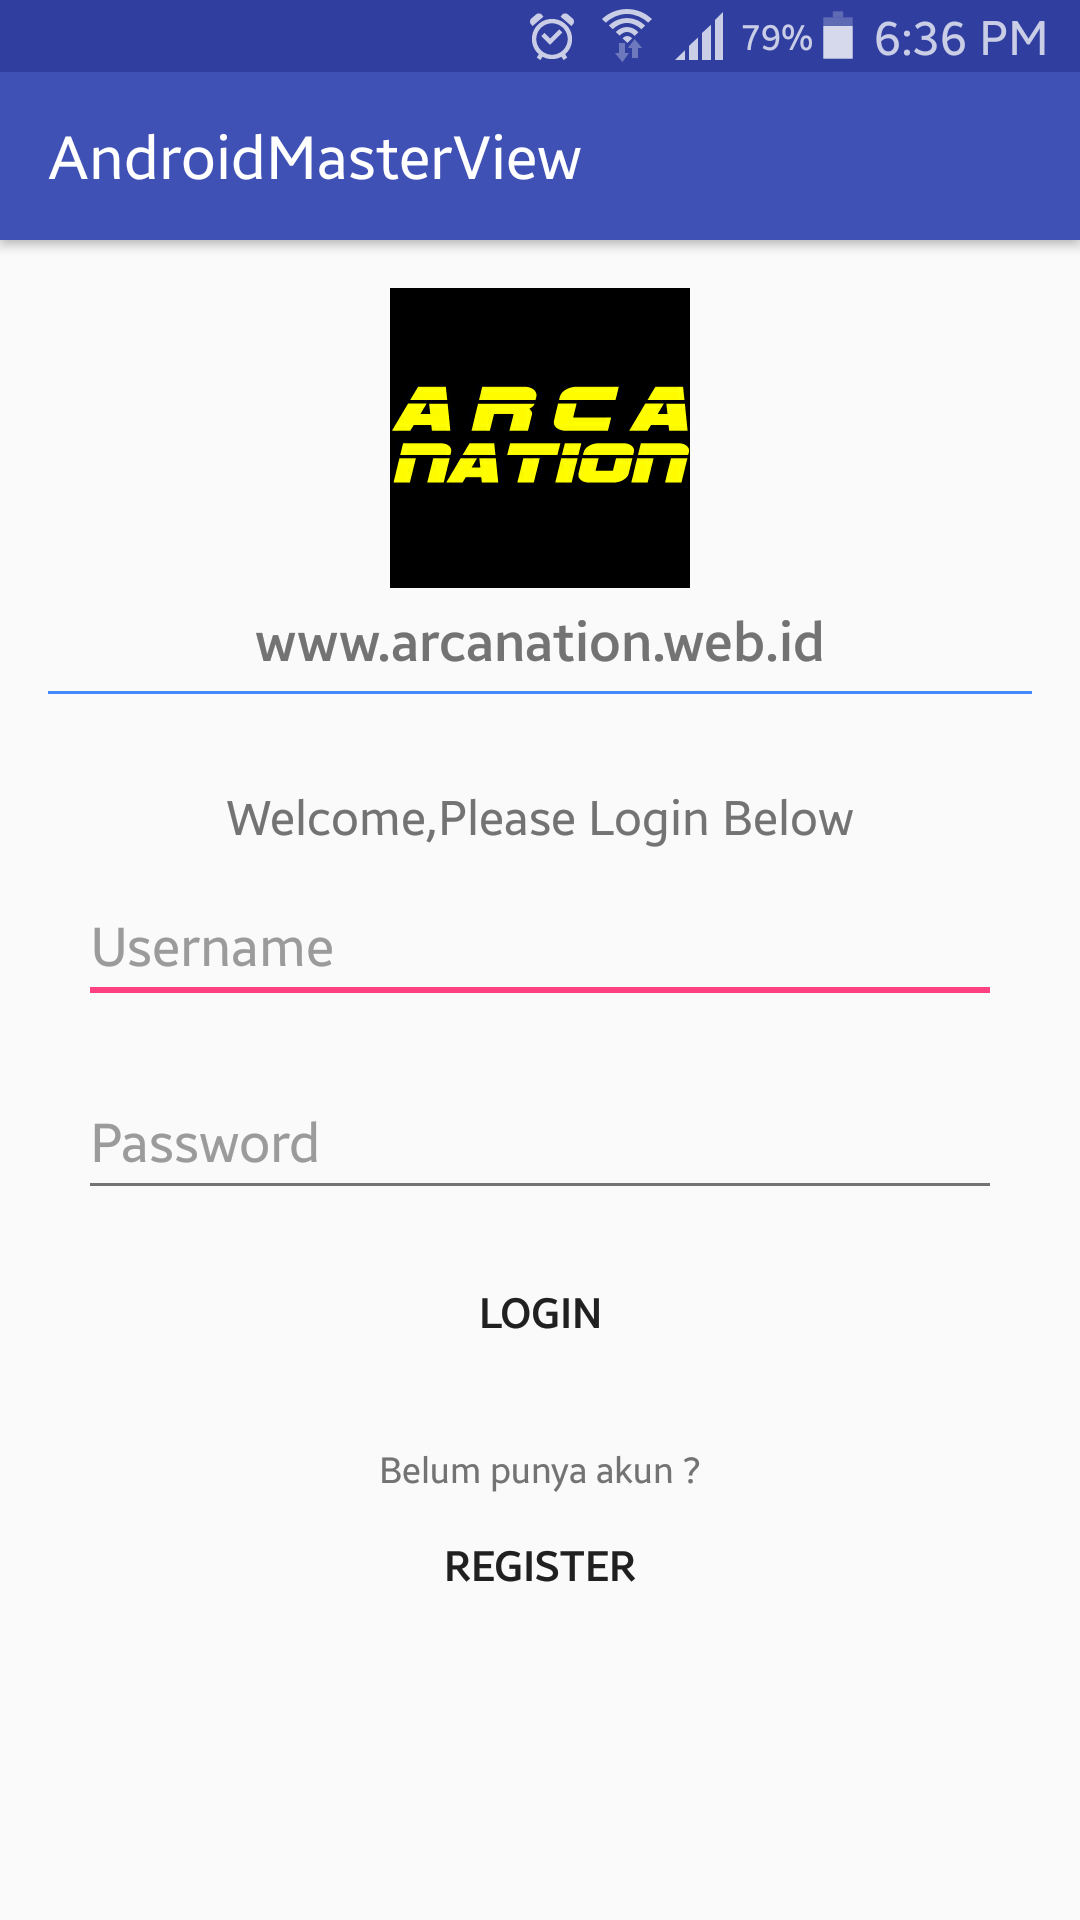 79% 6:36 PM
AndroidMasterView
ARCA
NATION
www.arcanation.web.id
Welcome,Please Login Below
Username
Password
LOGIN
Belum punya akun ?
REGISTER